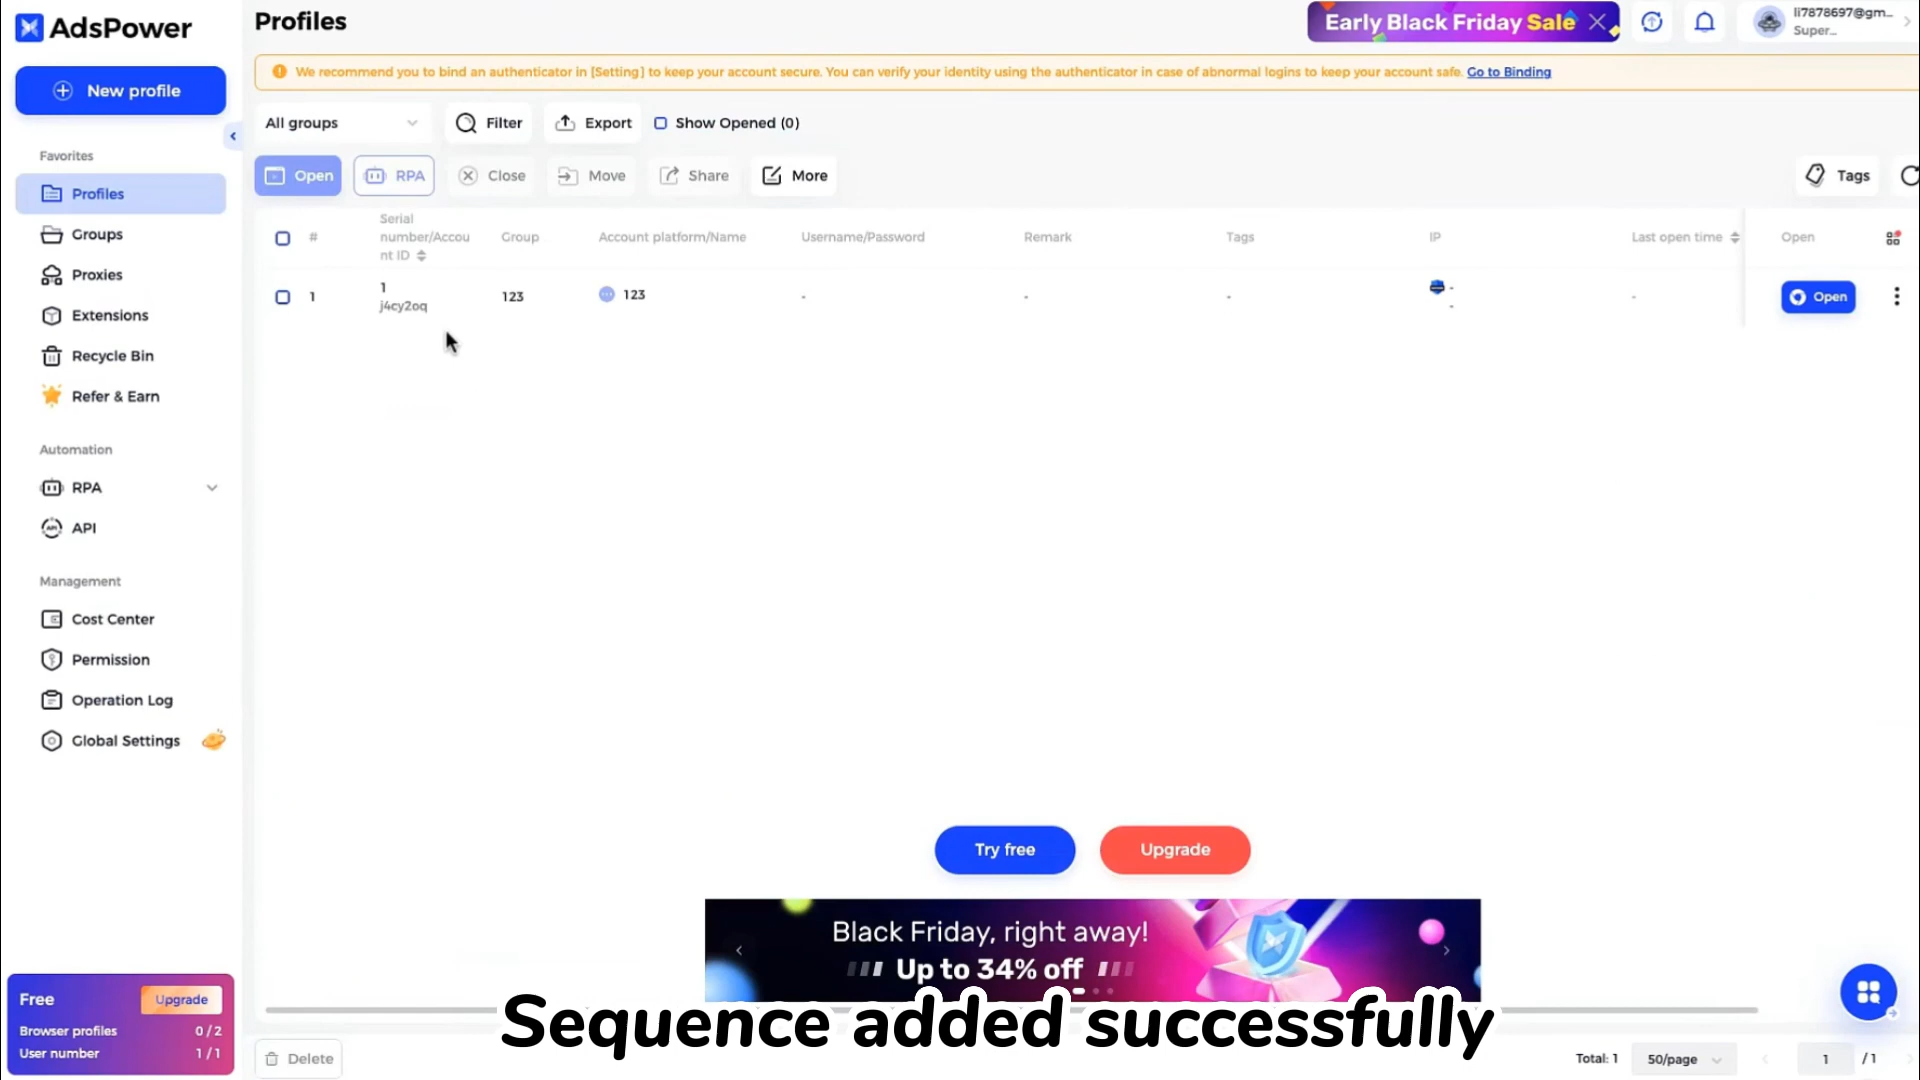 AdsPower
Profiles
Early Black Friday Sale
li7878697@gm...
Super...
New profile
We recommend you to bind an authenticator in [Setting] to keep your account secure. You can verify your identity using the authenticator in case of abnormal logins to keep your account safe. Go to Binding
All groups
Filter
Export
Show Opened (0)
Favorites
Open
RPA
Close
Move
Share
More
Tags
Profiles
Groups
Proxies
Extensions
Recycle Bin
Refer & Earn
#
Serial
number/Accou
nt ID
Group
Account platform/Name
Username/Password
Remark
Tags
IP
Last open time
Open
1
1
j4cy2oq
123
123
-
-
-
-
-
-
Open
Automation
RPA
API
API
Management
Cost Center
Permission
Operation Log
Global Settings
Try free
Upgrade
Black Friday, right away!
Up to 34% off
Free
Upgrade
Browser profiles
0 / 2
User number
1 / 1
Sequence added successfully
Delete
Total: 1
50/page
1
/ 1